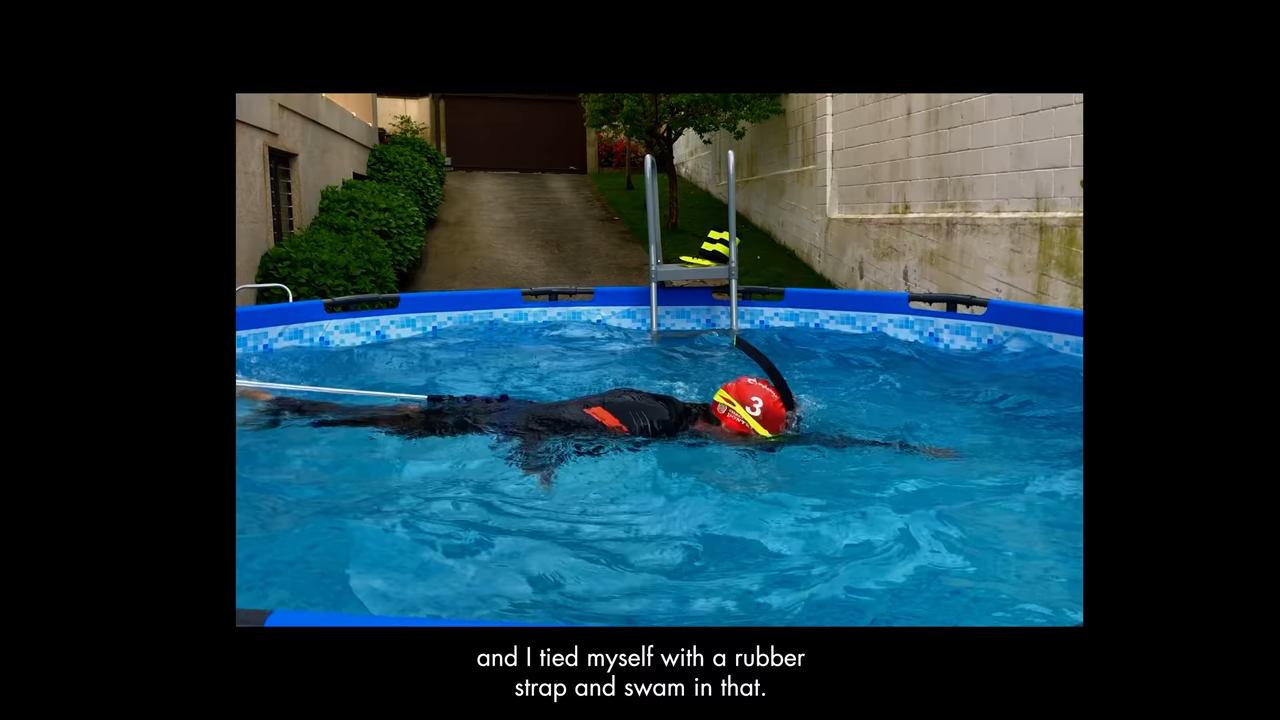 3
and I tied myself with a rubber
strap and swam in that.